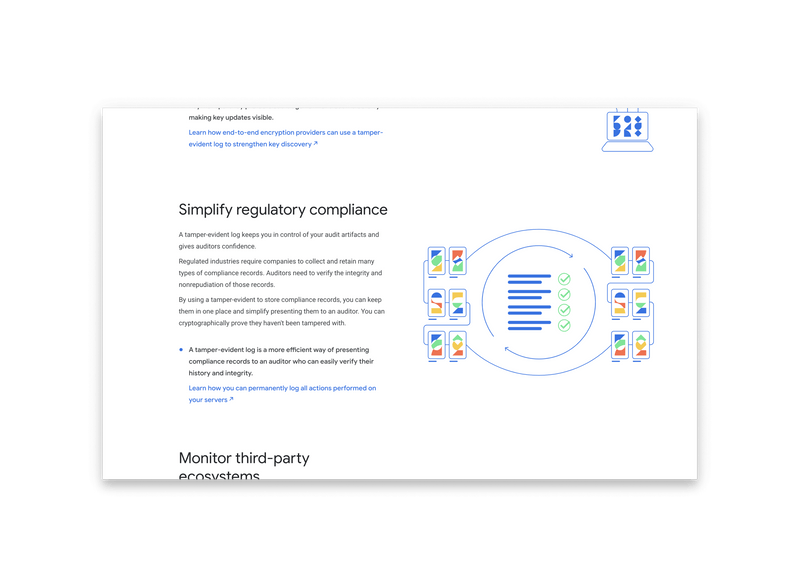 making key updates visible.
Learn how end-to-end encryption providers can use a tamper-
evident log to strengthen key discovery ↗
Simplify regulatory compliance
A tamper-evident log keeps you in control of your audit artifacts and
gives auditors confidence.
Regulated industries require companies to collect and retain many
types of compliance records. Auditors need to verify the integrity and
nonrepudiation of those records.
By using a tamper-evident to store compliance records, you can keep
them in one place and simplify presenting them to an auditor. You can
cryptographically prove they haven't been tampered with.
A tamper-evident log is a more efficient way of presenting
compliance records to an auditor who can easily verify their
history and integrity.
Learn how you can permanently log all actions performed on
your servers ↗
Monitor third-party
ecosystems